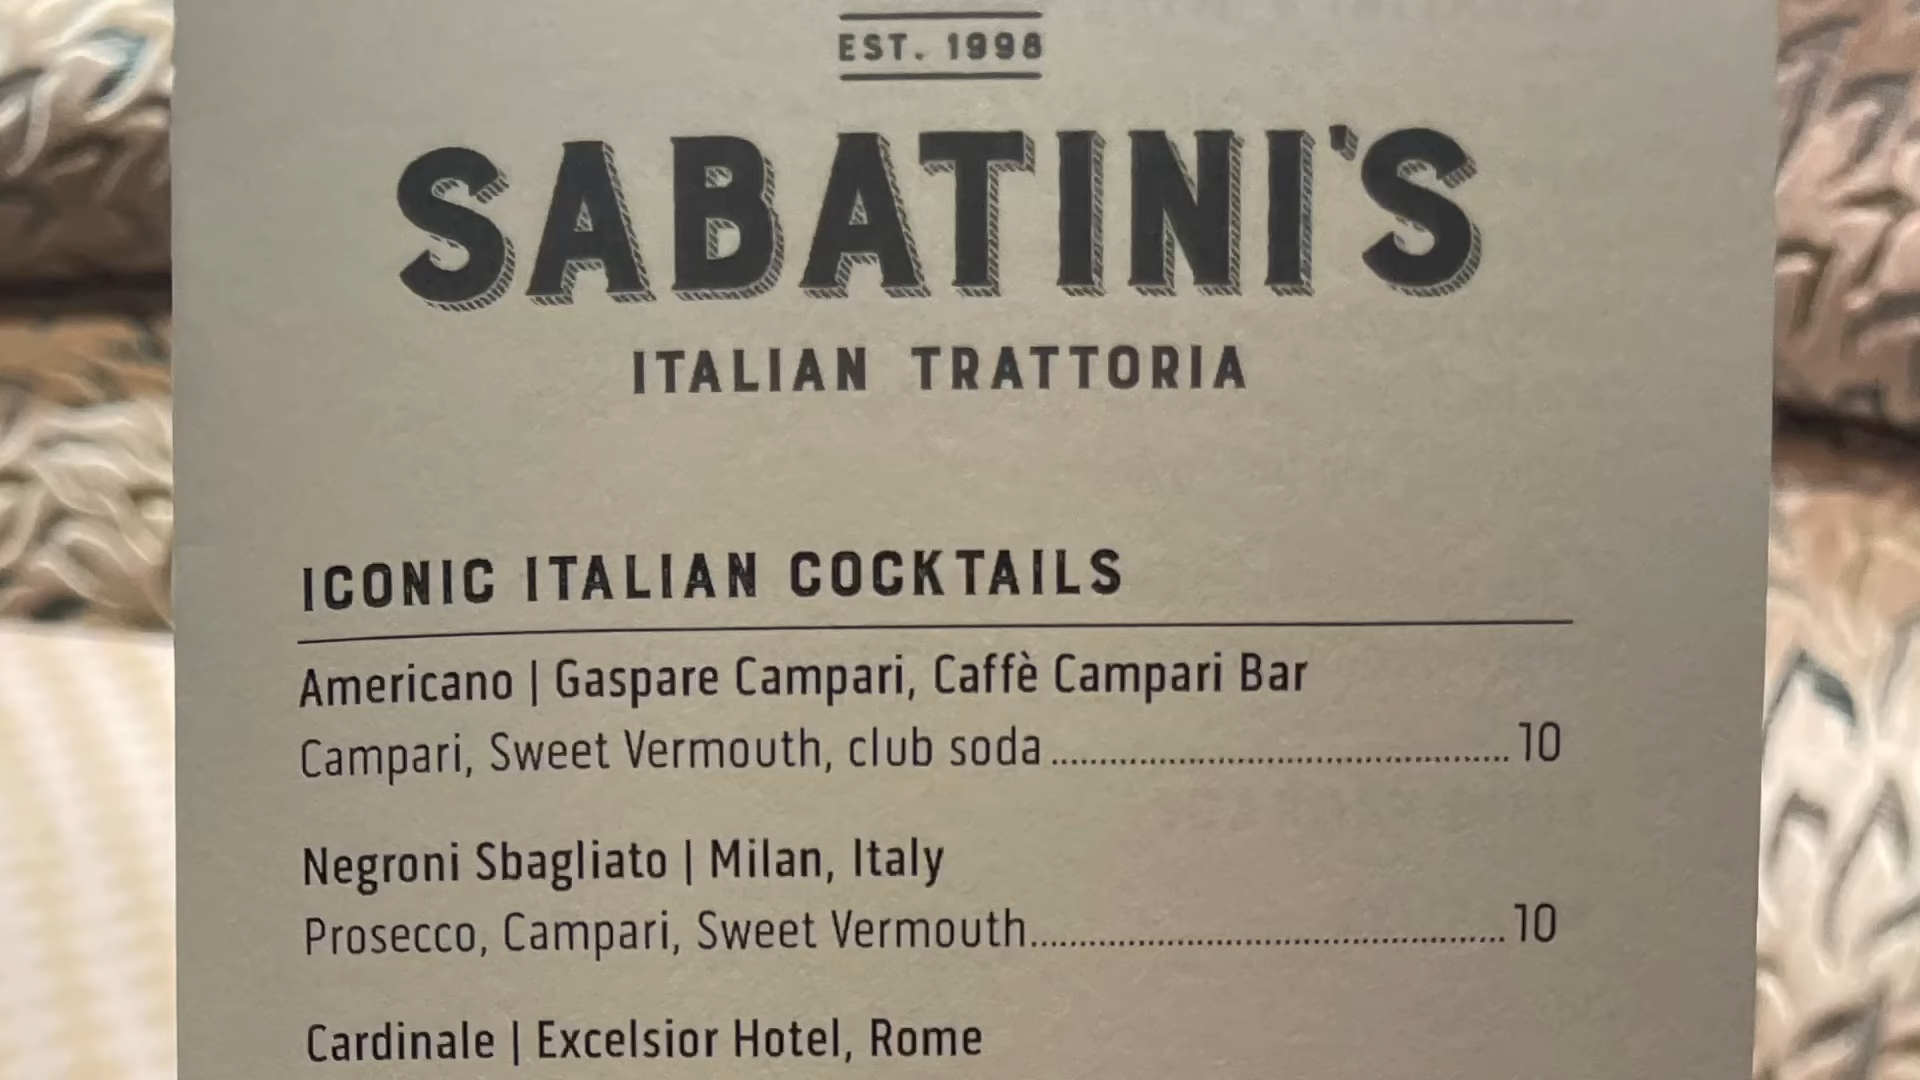 EST. 1998
SABATINI'S
ITALIAN TRATTORIA
ICONIC ITALIAN COCKTAILS
Americano | Gaspare Campari, Caffè Campari Bar
Campari, Sweet Vermouth, club soda........................................................10
Negroni Sbagliato | Milan, Italy
Prosecco, Campari, Sweet Vermouth..........................................................10
Cardinale | Excelsior Hotel, Rome